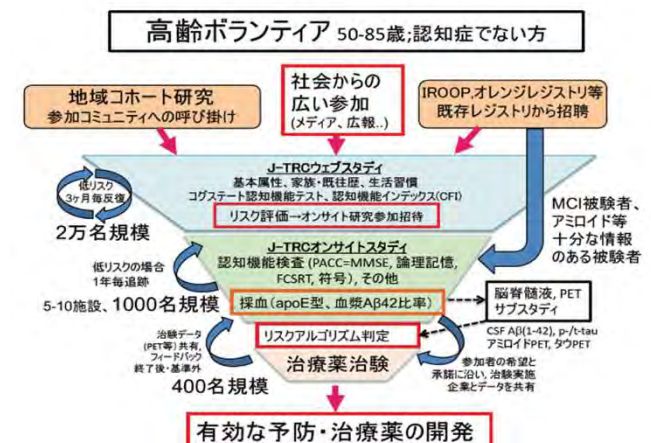 高齢ボランティア 50-85歳;認知症でない方
地域コホート研究
参加コミュニティへの呼び掛け
社会からの
広い参加
(メディア、広報..)
IROOP,オレンジレジストリ等
既存レジストリから招聘
J-TRCウェブスタディ
基本属性、家族・既往歴、生活習慣
コグステート認知機能テスト、認知機能インデックス(CFI)
リスク評価→オンサイト研究参加招待
低リスク
3ヶ月毎反復
2万名規模
MCI被験者、
アミロイド等
十分な情報
のある被験者
J-TRCオンサイトスタディ
認知機能検査(PACC=MMSE, 論理記憶,
FCSRT, 符号)、その他
採血(apoE型、血漿Aβ42比率)
低リスクの場合
1年毎追跡
5-10施設、1000名規模
脳脊髄液、PET
サブスタディ
CSF Aβ(1-42), p-/t-tau
アミロイドPET, タウPET
リスクアルゴリズム判定
治療薬治験
治験データ
(PET等)共有,
フィードバック
終了後・基準外
400名規模
参加者の希望と
承諾に沿い、治験実施
企業とデータを共有
有効な予防・治療薬の開発